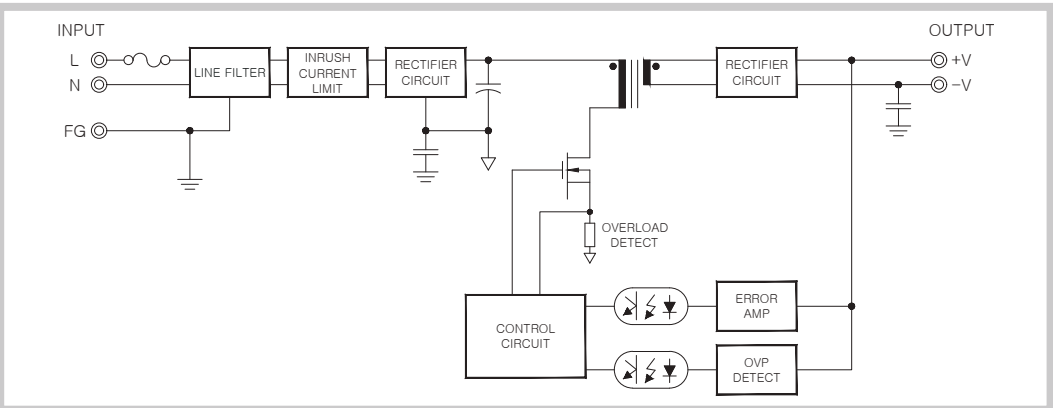 INPUT
OUTPUT
L
N
FG
LINE FILTER
INRUSH
CURRENT
LIMIT
RECTIFIER
CIRCUIT
RECTIFIER
CIRCUIT
+V
−V
OVERLOAD
DETECT
CONTROL
CIRCUIT
ERROR
AMP
OVP
DETECT